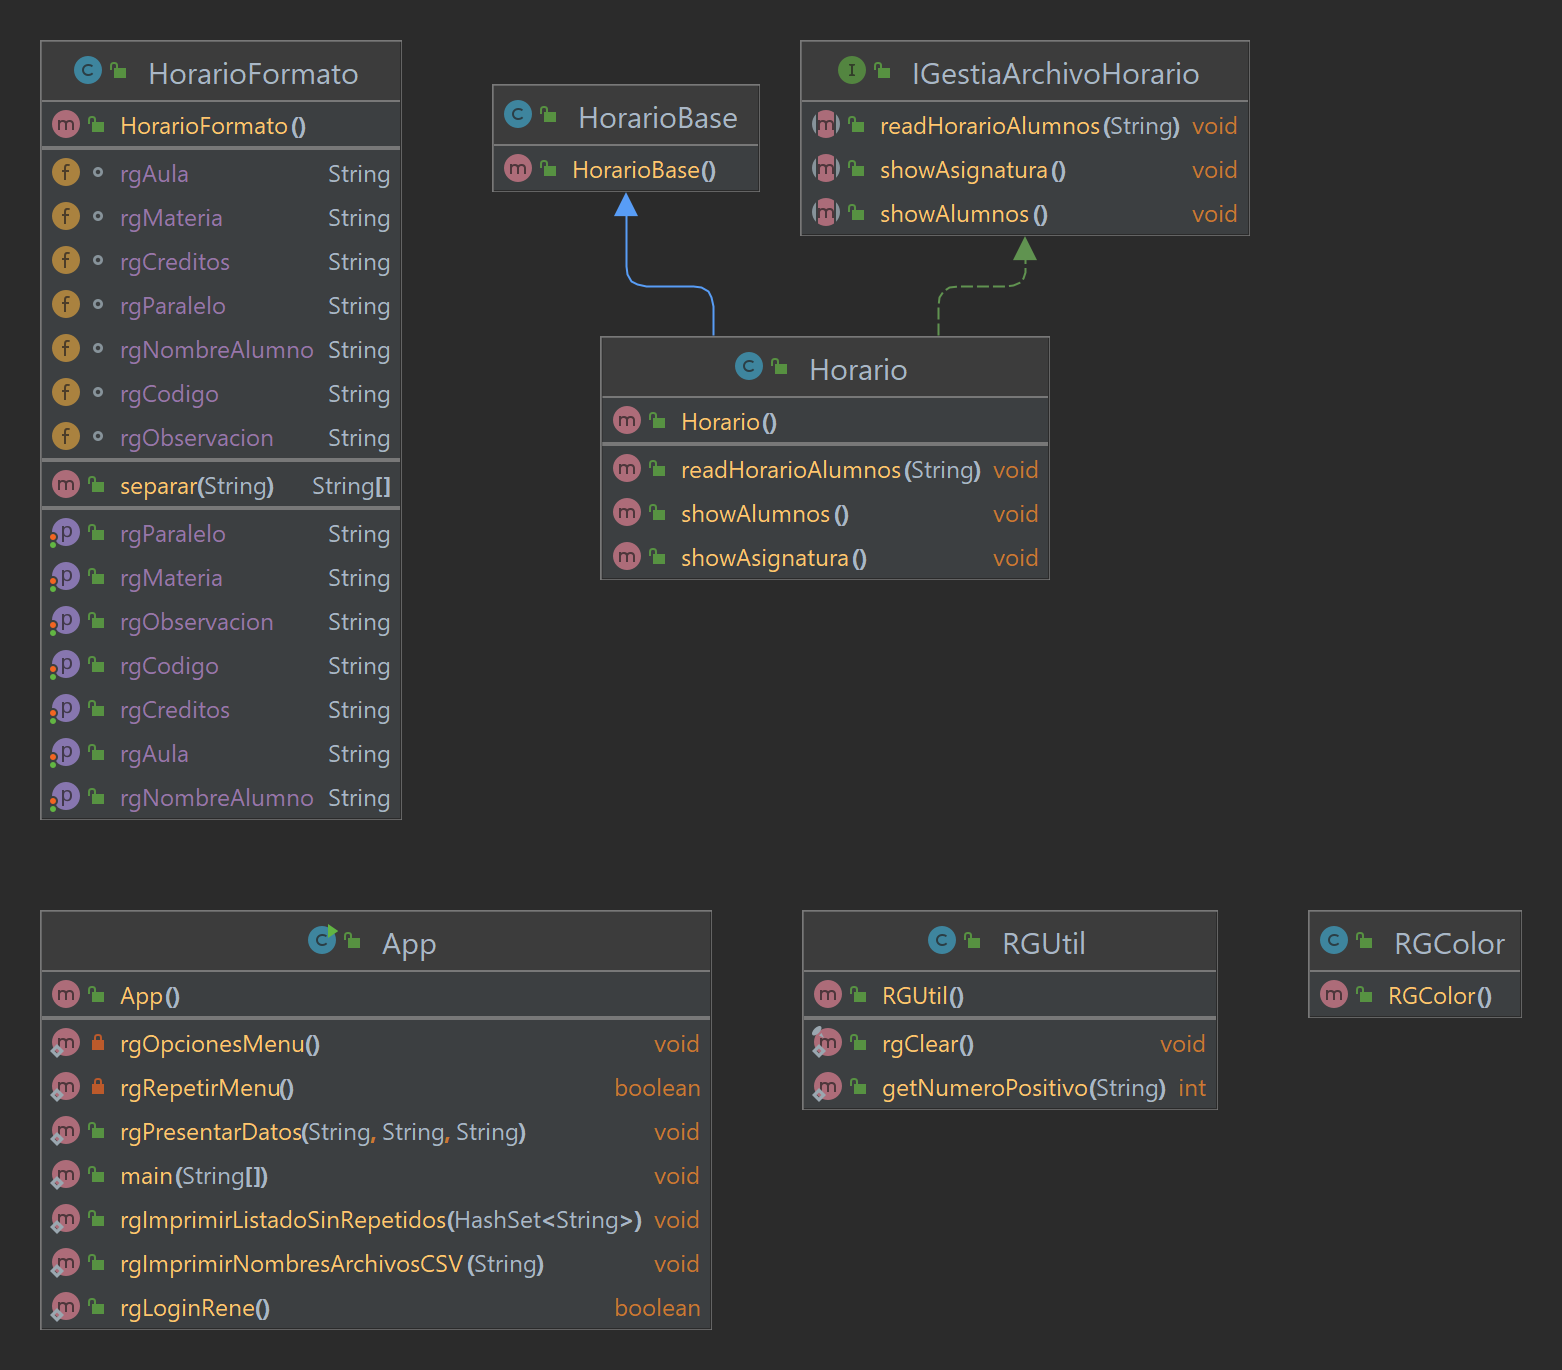 HorarioFormato
HorarioFormato()
rgAula String
rgMateria String
rgCreditos String
rgParalelo String
rgNombreAlumno String
rgCodigo String
rgObservacion String
separar(String) String[]
rgParalelo String
rgMateria String
rgObservacion String
rgCodigo String
rgCreditos String
rgAula String
rgNombreAlumno String
HorarioBase
HorarioBase()
IGestiaArchivoHorario
readHorarioAlumnos(String) void
showAsignatura() void
showAlumnos() void
Horario
Horario()
readHorarioAlumnos(String) void
showAlumnos() void
showAsignatura() void
App
App()
rgOpcionesMenu() void
rgRepetirMenu() boolean
rgPresentarDatos(String, String, String) void
main(String[]) void
rgImprimirListadoSinRepetidos(HashSet<String>) void
rgImprimirNombresArchivosCSV(String) void
rgLoginRene() boolean
RGUtil
RGUtil()
rgClear() void
getNumeroPositivo(String) int
RGColor
RGColor()